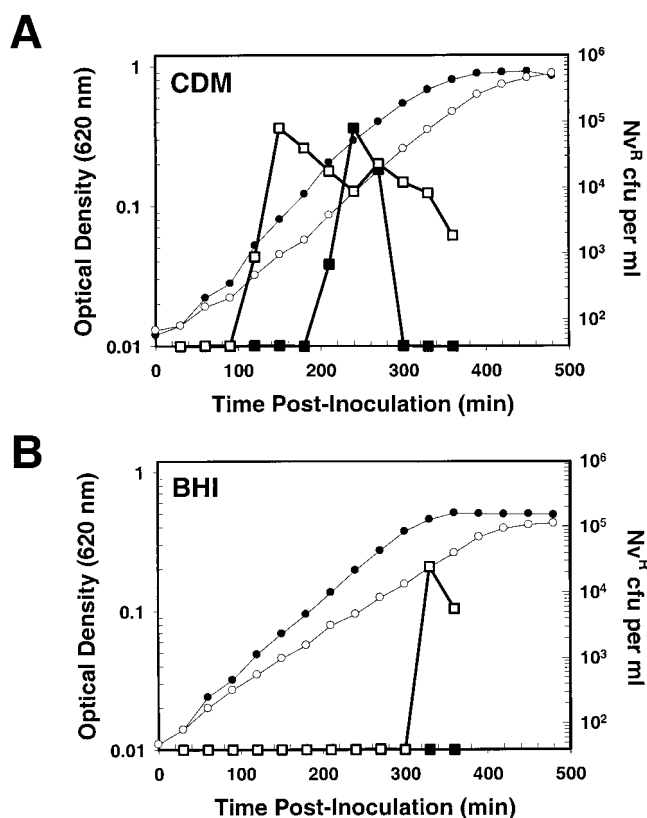 A
CDM
Optical Density (620 nm)
1
0.1
0.01
10⁶
10⁵
10⁴
10³
10²
Nvᴿ cfu per ml
0 100 200 300 400 500
Time Post-Inoculation (min)
B
BHI
Optical Density (620 nm)
1
0.1
0.01
10⁶
10⁵
10⁴
10³
10²
Nvᴿ cfu per ml
0 100 200 300 400 500
Time Post-Inoculation (min)